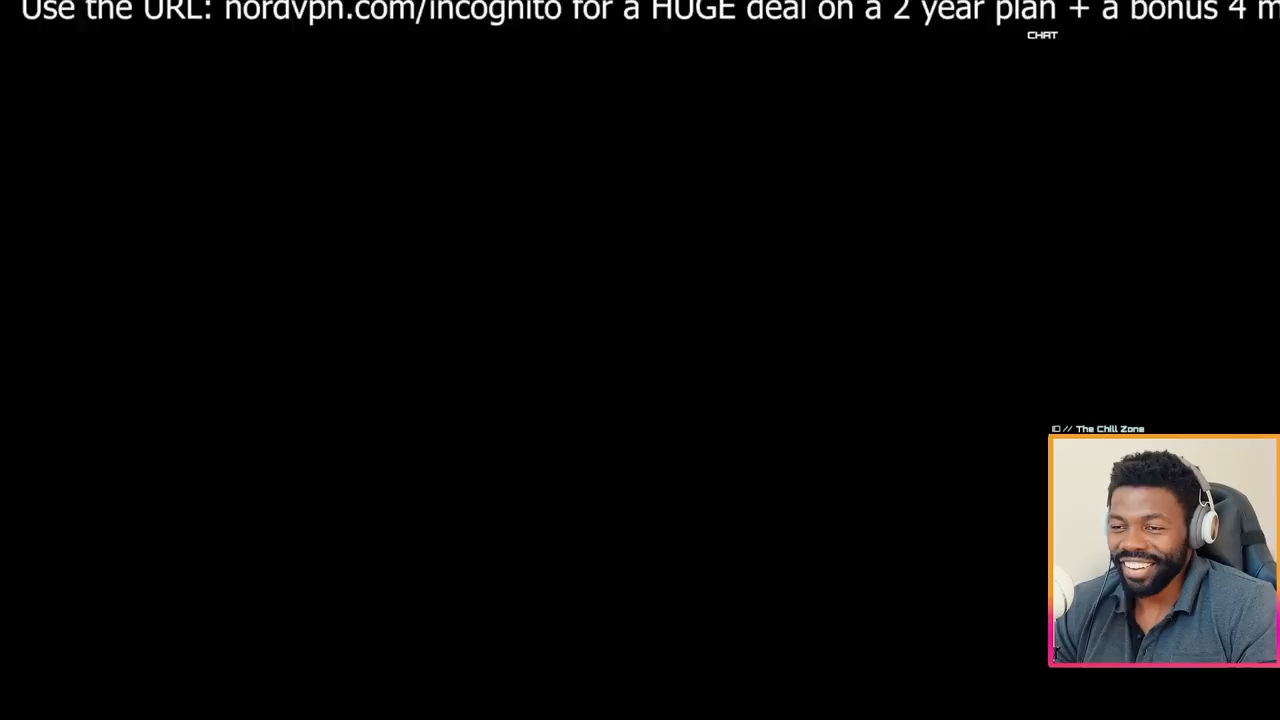 Use the URL: nordvpn.com/incognito for a HUGE deal on a 2 year plan + a bonus 4 m
CHAT
ID // The Chill Zone